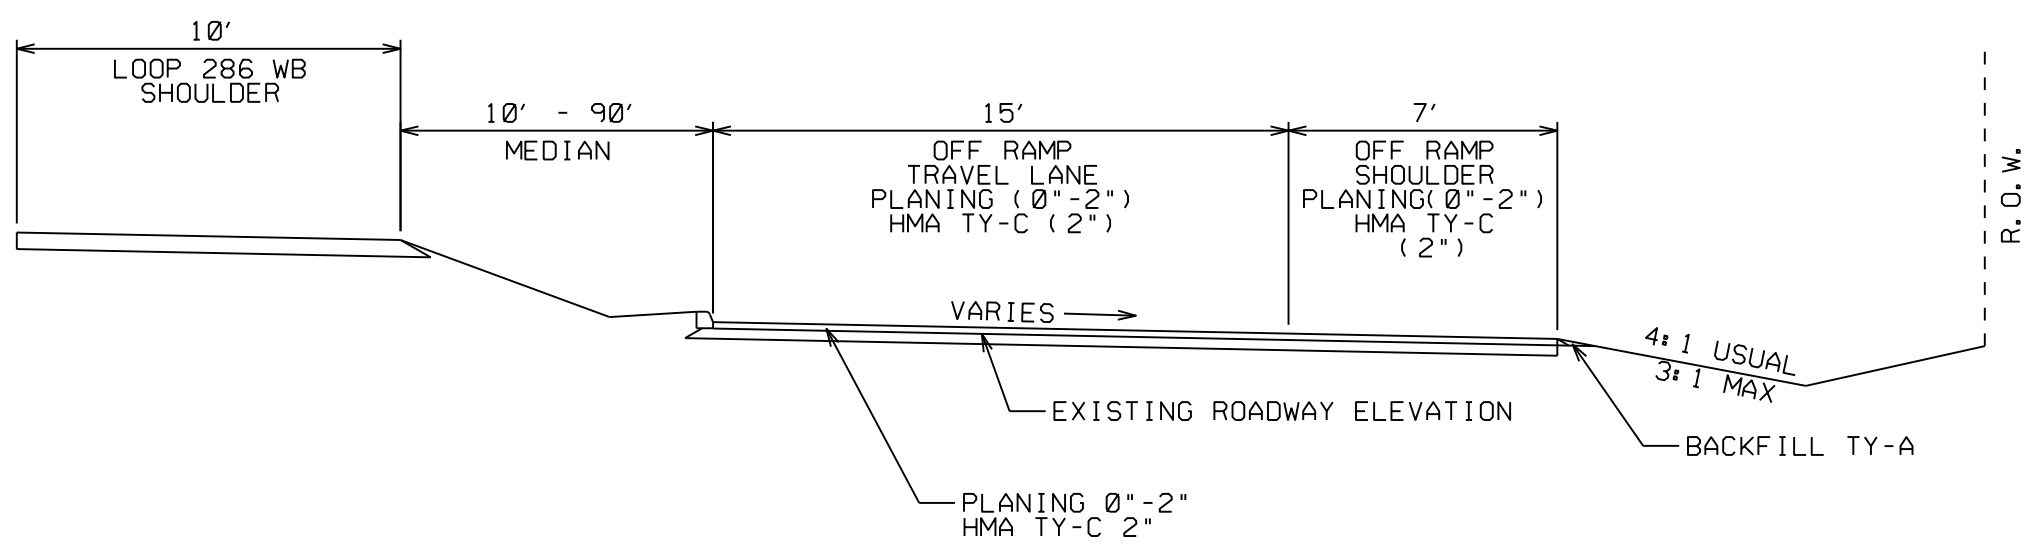 10'
LOOP 286 WB
SHOULDER
10' - 90'
MEDIAN
15'
OFF RAMP
TRAVEL LANE
PLANING (0"-2")
HMA TY-C (2")
7'
OFF RAMP
SHOULDER
PLANING(0"-2")
HMA TY-C
(2")
R.O.W.
VARIES
4:1 USUAL
3:1 MAX
EXISTING ROADWAY ELEVATION
BACKFILL TY-A
PLANING 0"-2"
HMA TY-C 2"